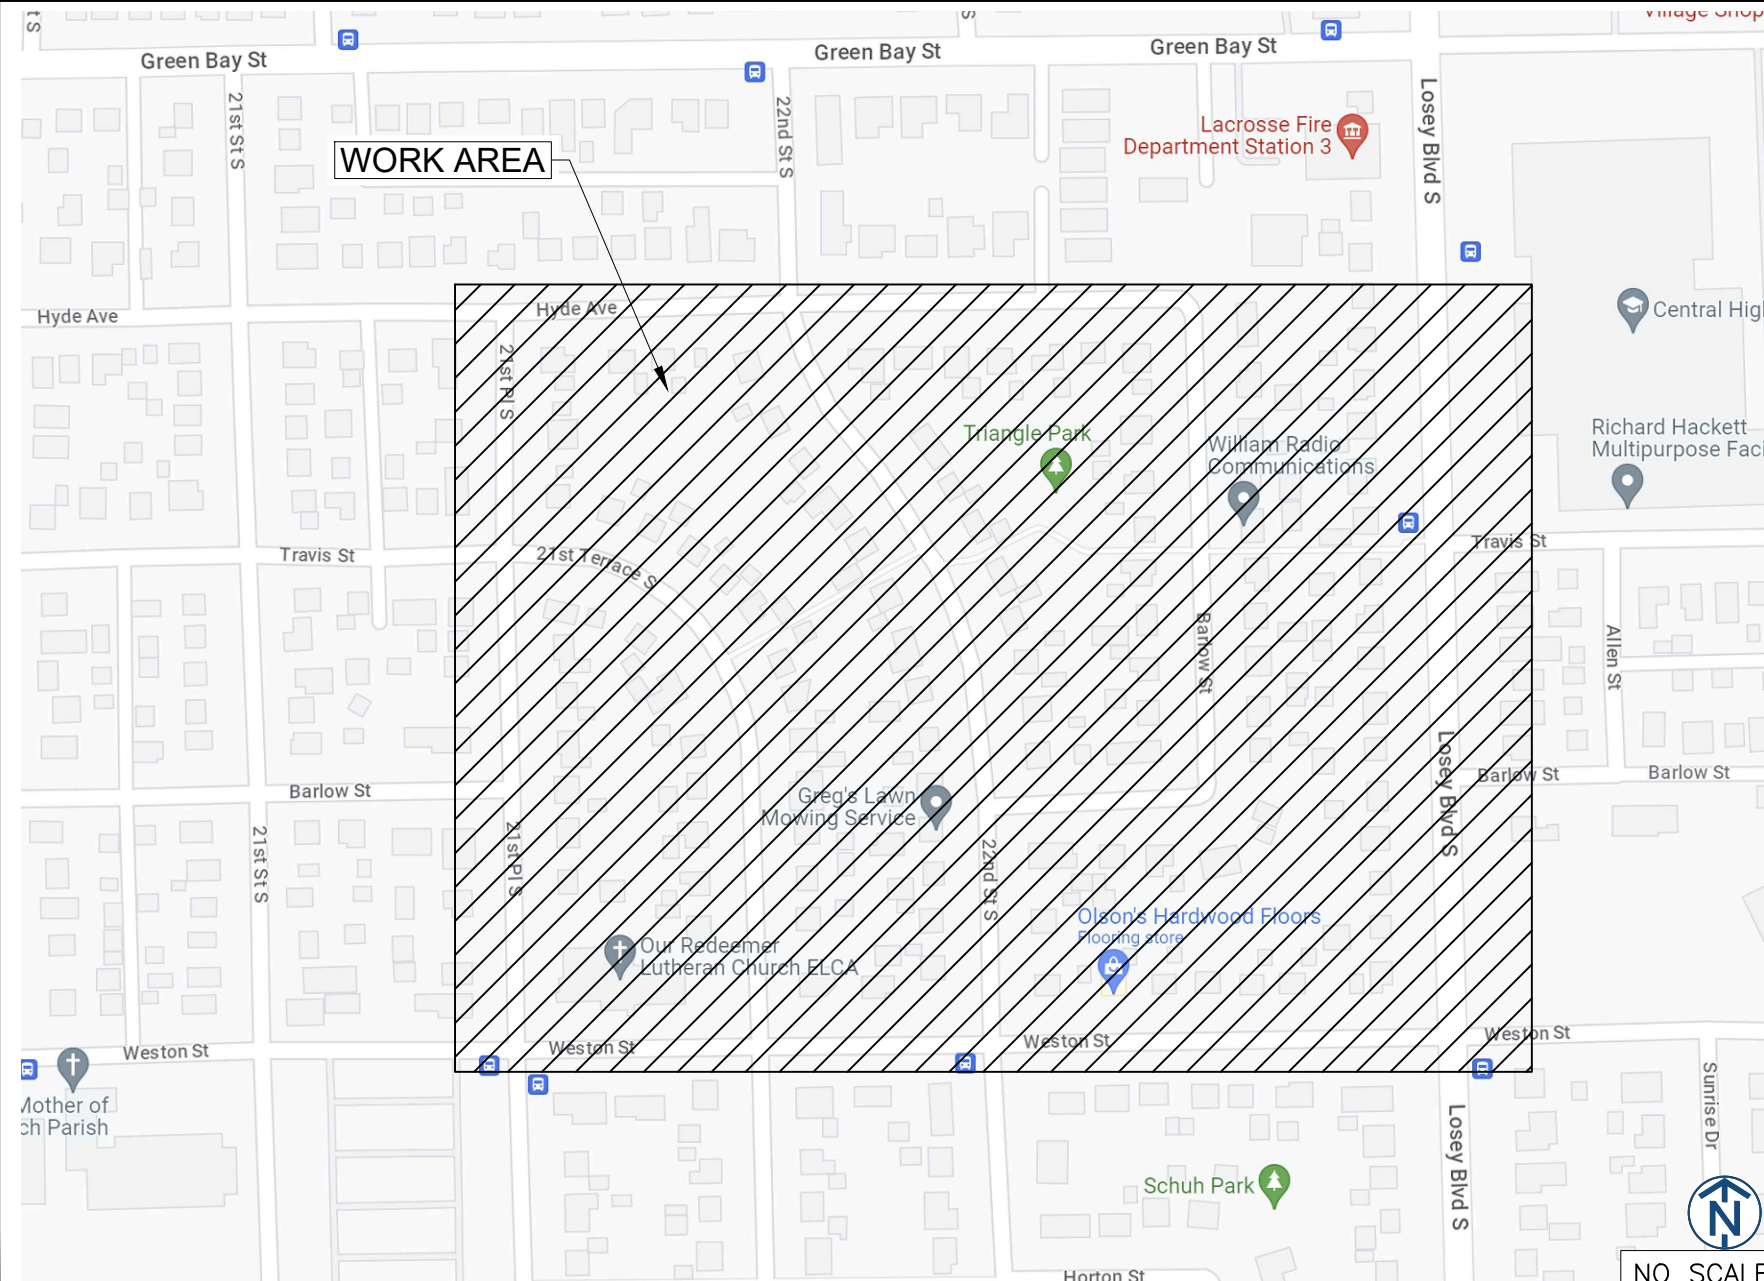 t S
S
Village Shop
Green Bay St
Green Bay St
Green Bay St
21st St S
22nd St S
Losey Blvd S
Lacrosse Fire
Department Station 3
WORK AREA
Hyde Ave
Hyde Ave
Central Hig
21st Pl S
Triangle Park
William Radio
Communications
Richard Hackett
Multipurpose Faci
Travis St
21st Terrace S
Travis St
Barlow St
Allen St
Barlow St
Greg's Lawn
Mowing Service
Losey Blvd S
Barlow St
Barlow St
21st St S
21st Pl S
22nd St S
Olson's Hardwood Floors
Flooring store
Our Redeemer
Lutheran Church ELCA
Weston St
Weston St
Weston St
Weston St
Mother of
ch Parish
Sunrise Dr
Losey Blvd S
Schuh Park
N
Horton St
NO SCALE